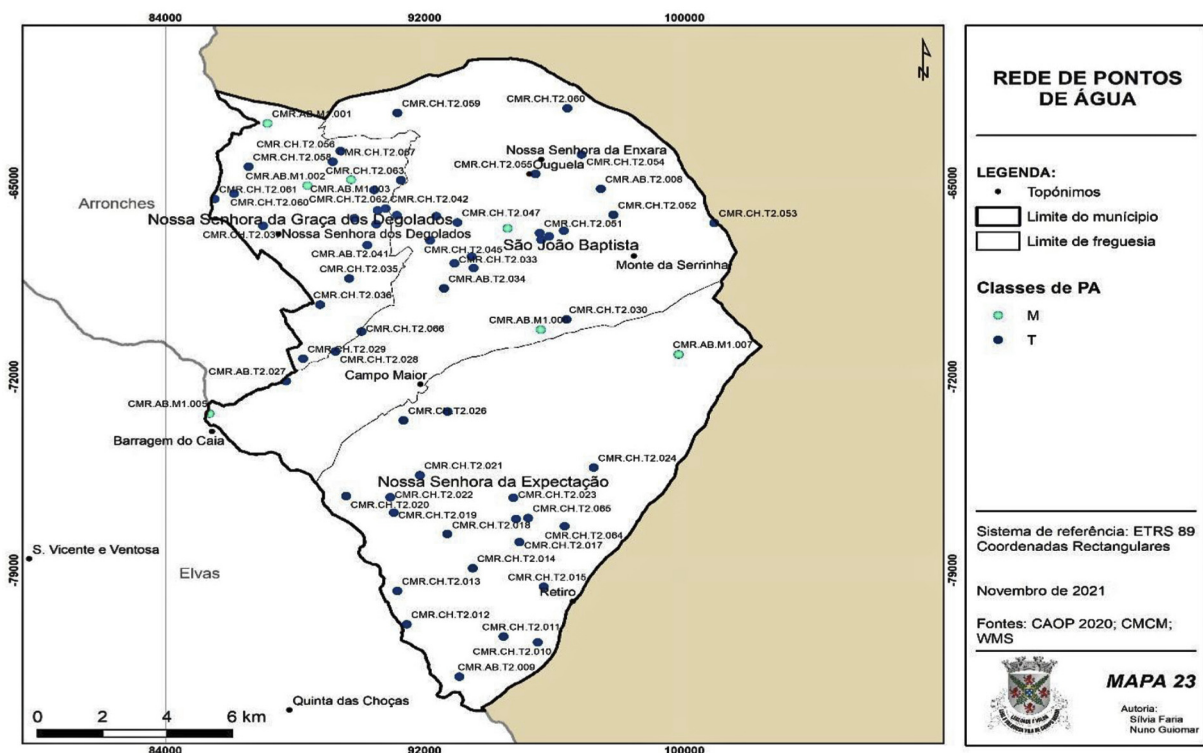 84000
92000
100000
-65000
-72000
-79000
-65000
-72000
-79000
84000
92000
100000
N
CMR.AB.M1.001
CMR.CH.T2.059
CMR.CH.T2.060
CMR.CH.T2.056
CMR.CH.T2.058
CMR.AB.M1.002
CMR.CH.T2.063
CMR.CH.T2.061
CMR.CH.T2.060
CMR.CH.T2.062
CMR.CH.T2.042
Nossa Senhora da Enxara
CMR.CH.T2.055
Ouguela
CMR.CH.T2.054
CMR.AB.T2.008
CMR.CH.T2.047
CMR.CH.T2.052
CMR.CH.T2.053
CMR.CH.T2.051
Arronches
Nossa Senhora da Graça dos Degolados
Nossa Senhora dos Degolados
São João Baptista
CMR.CH.T2.041
CMR.CH.T2.045
CMR.CH.T2.033
CMR.AB.T2.034
CMR.CH.T2.035
CMR.CH.T2.036
Monte da Serrinha
CMR.CH.T2.030
CMR.CH.T2.066
CMR.AB.M1.007
CMR.CH.T2.029
CMR.CH.T2.028
CMR.AB.T2.027
Campo Maior
CMR.AB.M1.005
Barragem do Caia
CMR.CH.T2.026
CMR.CH.T2.024
CMR.CH.T2.021
Nossa Senhora da Expectação
CMR.CH.T2.022
CMR.CH.T2.023
CMR.CH.T2.020
CMR.CH.T2.019
CMR.CH.T2.018
CMR.CH.T2.065
CMR.CH.T2.064
CMR.CH.T2.017
CMR.CH.T2.014
CMR.CH.T2.015
CMR.CH.T2.013
Retiro
CMR.CH.T2.012
CMR.CH.T2.011
CMR.CH.T2.010
CMR.AB.T2.009
S. Vicente e Ventosa
Elvas
Quinta das Choças
0 2 4 6 km
REDE DE PONTOS
DE ÁGUA
LEGENDA:
Topónimos
Limite do munícipio
Limite de freguesia
Classes de PA
M
T
Sistema de referência: ETRS 89
Coordenadas Rectangulares
Novembro de 2021
Fontes: CAOP 2020; CMCM;
WMS
MAPA 23
Autoria:
Sílvia Faria
Nuno Guiomar